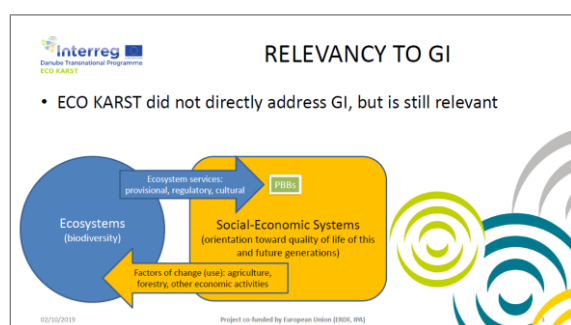 Interreg
Danube Transnational Programme
ECO KARST
RELEVANCY TO GI
• ECO KARST did not directly address GI, but is still relevant
Ecosystem services:
provisional, regulatory, cultural
PBBs
Ecosystems
(biodiversity)
Social-Economic Systems
(orientation toward quality of life of this
and future generations)
Factors of change (use): agriculture,
forestry, other economic activities
02/10/2019
Project co-funded by European Union (ERDF, IPA)